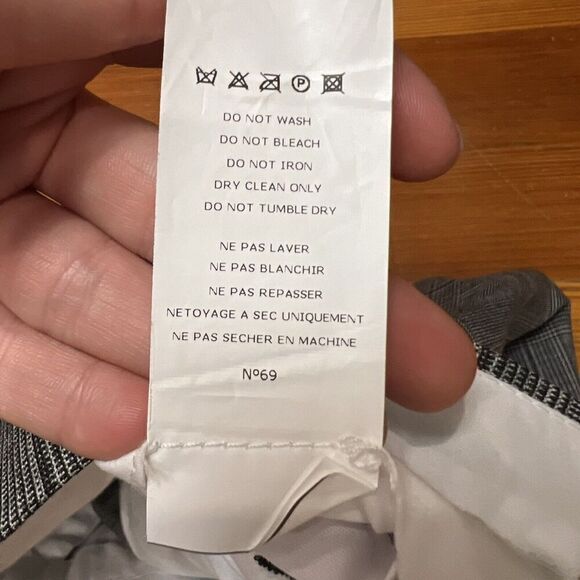 P
DO NOT WASH
DO NOT BLEACH
DO NOT IRON
DRY CLEAN ONLY
DO NOT TUMBLE DRY
NE PAS LAVER
NE PAS BLANCHIR
NE PAS REPASSER
NETOYAGE A SEC UNIQUEMENT
NE PAS SECHER EN MACHINE
Nº69